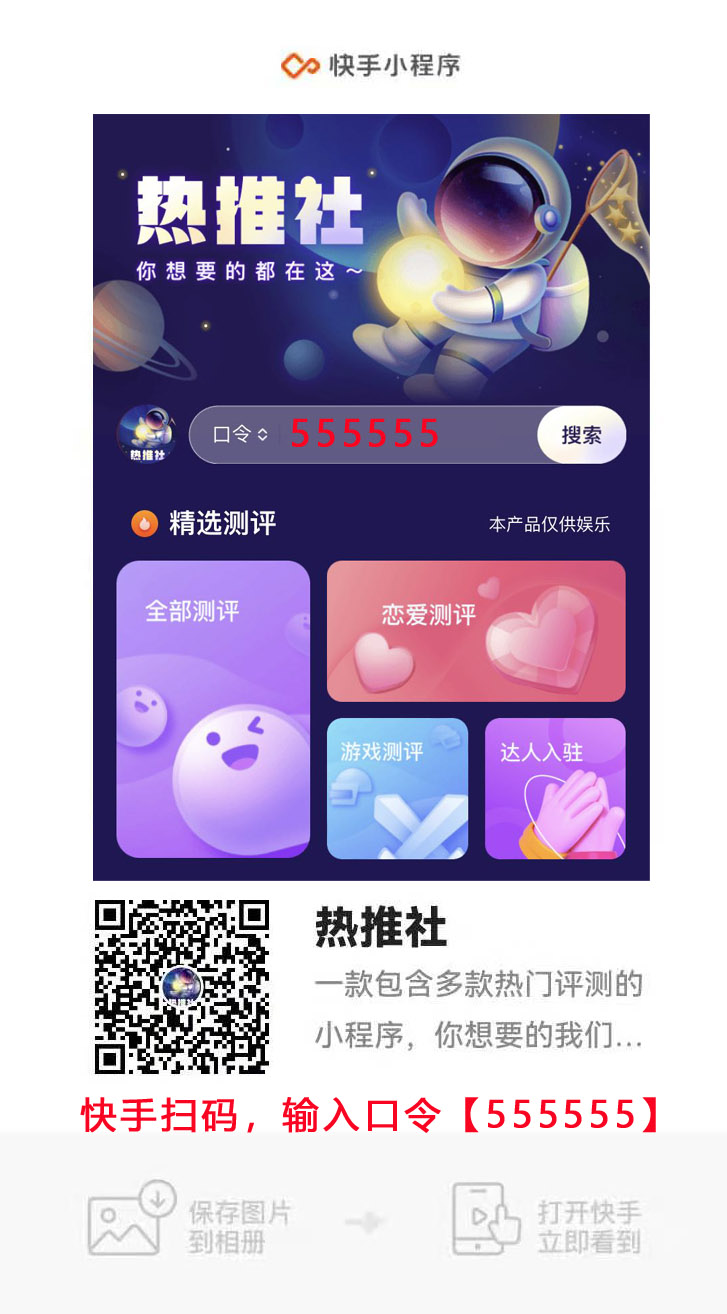 快手小程序
热推社
你想要的都在这~
热推社
口令
555555
搜索
精选测评
本产品仅供娱乐
全部测评
恋爱测评
游戏测评
达人入驻
热推社
热推社
一款包含多款热门评测的
小程序，你想要的我们...
快手扫码，输入口令【555555】
保存图片
到相册
打开快手
立即看到